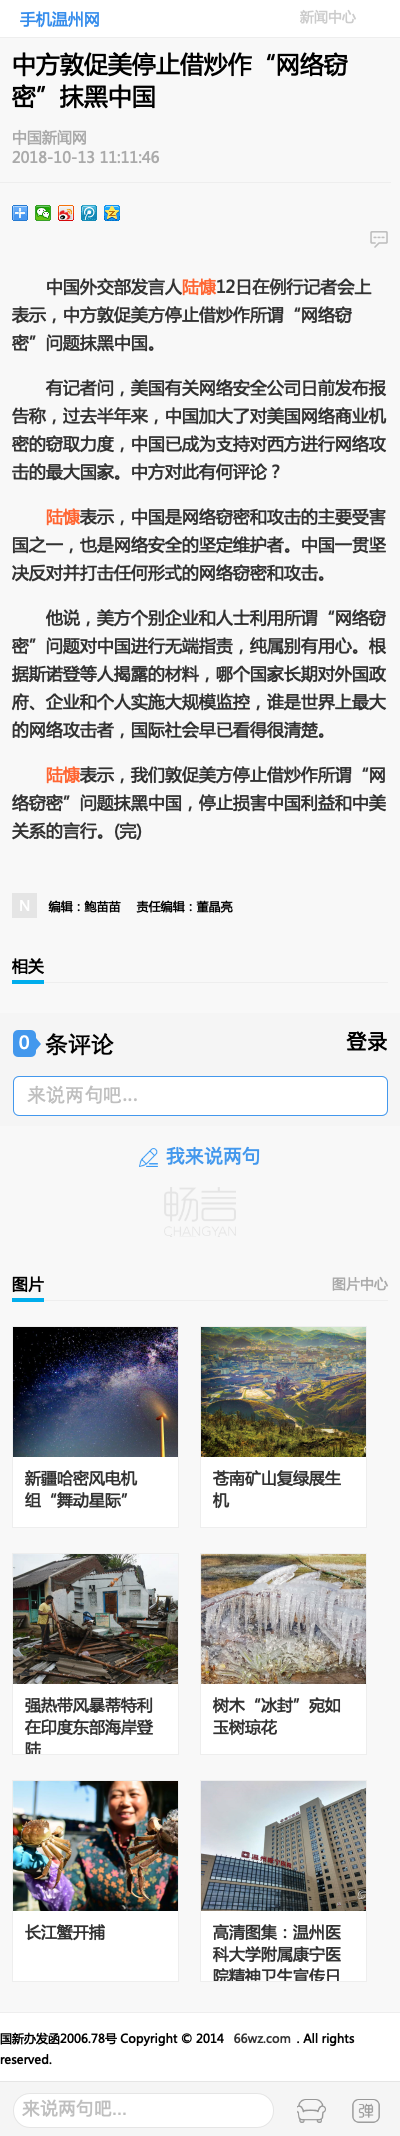 手机温州网
新闻中心
中方敦促美停止借炒作“网络窃
密”抹黑中国
中国新闻网
2018-10-13 11:11:46
中国外交部发言人陆慷12日在例行记者会上
表示，中方敦促美方停止借炒作所谓“网络窃
密”问题抹黑中国。
有记者问，美国有关网络安全公司日前发布报
告称，过去半年来，中国加大了对美国网络商业机
密的窃取力度，中国已成为支持对西方进行网络攻
击的最大国家。中方对此有何评论？
陆慷表示，中国是网络窃密和攻击的主要受害
国之一，也是网络安全的坚定维护者。中国一贯坚
决反对并打击任何形式的网络窃密和攻击。
他说，美方个别企业和人士利用所谓“网络窃
密”问题对中国进行无端指责，纯属别有用心。根
据斯诺登等人揭露的材料，哪个国家长期对外国政
府、企业和个人实施大规模监控，谁是世界上最大
的网络攻击者，国际社会早已看得很清楚。
陆慷表示，我们敦促美方停止借炒作所谓“网
络窃密”问题抹黑中国，停止损害中国利益和中美
关系的言行。(完)
N 编辑：鲍苗苗 责任编辑：董晶亮
相关
0 条评论 登录
来说两句吧...
我来说两句
畅言
CHANGYAN
图片 图片中心
新疆哈密风电机
组“舞动星际”
苍南矿山复绿展生
机
强热带风暴蒂特利
在印度东部海岸登
陆
树木“冰封”宛如
玉树琼花
长江蟹开捕
高清图集：温州医
科大学附属康宁医
院精神卫生宣传日
国新办发函2006.78号 Copyright © 2014 66wz.com . All rights
reserved.
来说两句吧...
弹